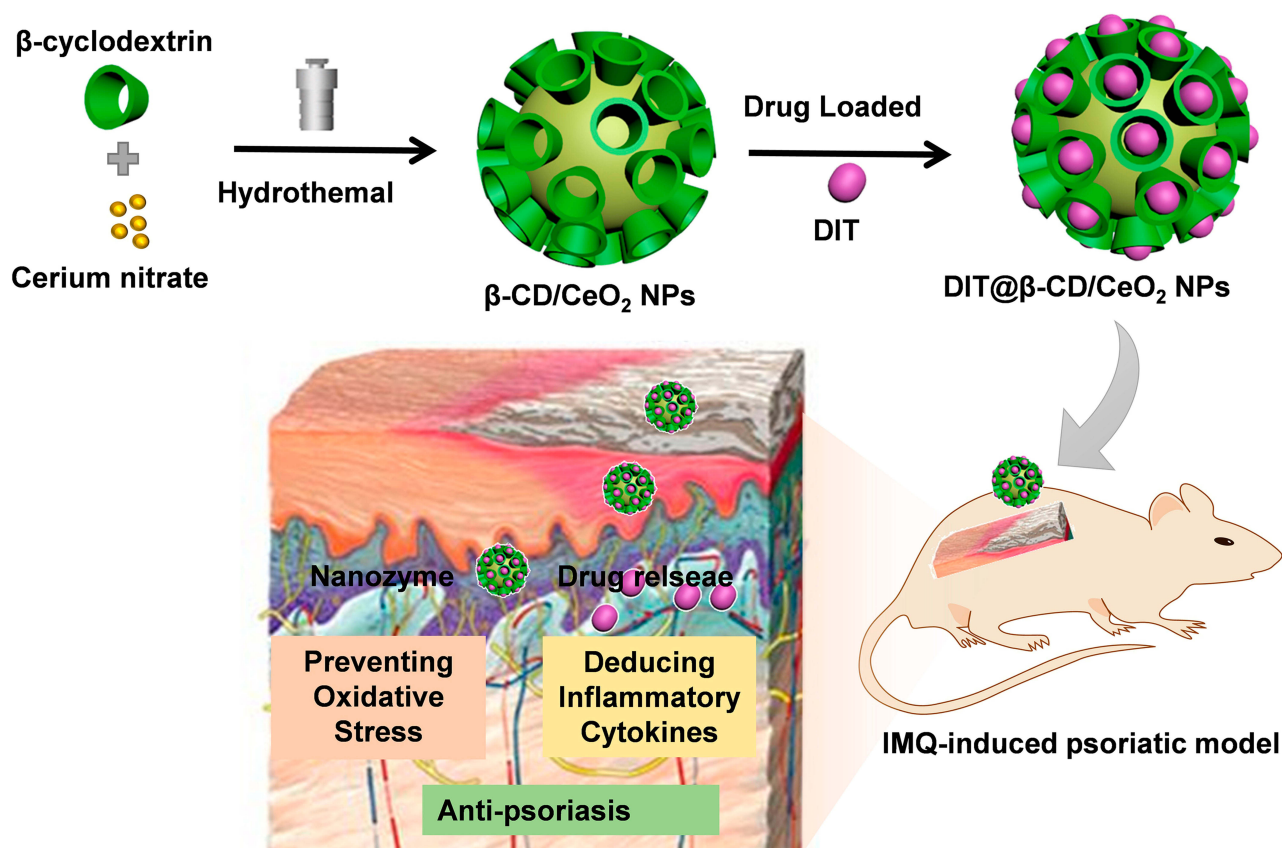 β-cyclodextrin
Cerium nitrate
Hydrothemal
β-CD/CeO₂ NPs
Drug Loaded
DIT
DIT@β-CD/CeO₂ NPs
Nanozyme
Drug relseae
Preventing
Oxidative
Stress
Deducing
Inflammatory
Cytokines
Anti-psoriasis
IMQ-induced psoriatic model